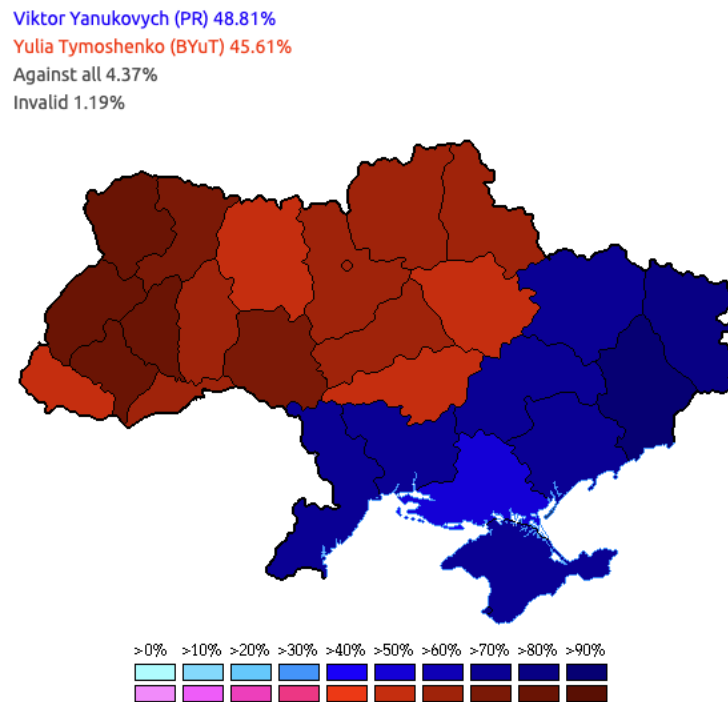 Viktor Yanukovych (PR) 48.81%
Yulia Tymoshenko (BYuT) 45.61%
Against all 4.37%
Invalid 1.19%
>0% >10% >20% >30% >40% >50% >60% >70% >80% >90%